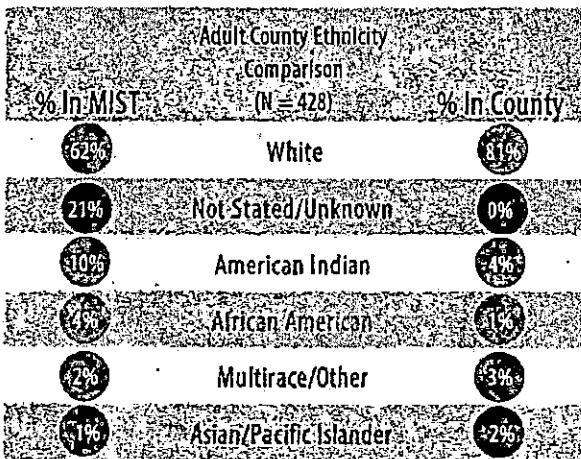 Adult County Ethnicity
Comparison
% In MIST (N = 428) % In County
62% White 81%
21% Not Stated/Unknown 0%
10% American Indian 4%
4% African American 1%
2% Multirace/Other 3%
1% Asian/Pacific Islander 2%